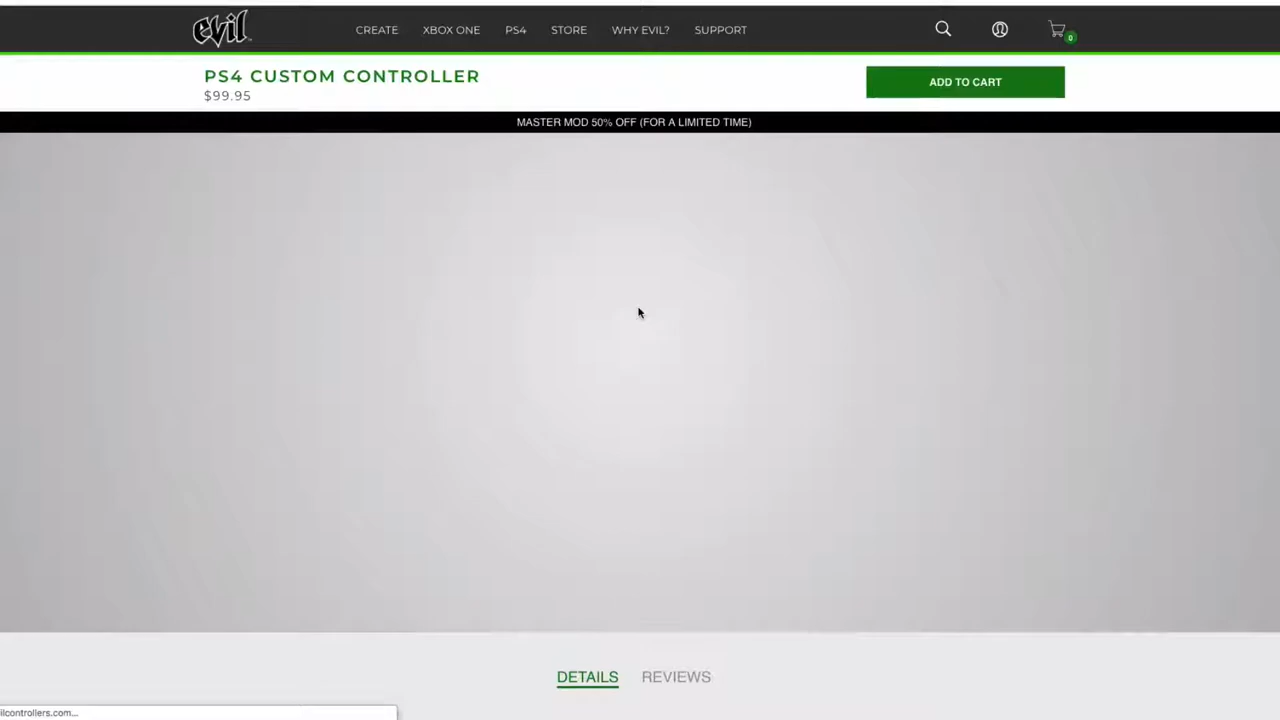 evil
CREATE XBOX ONE PS4 STORE WHY EVIL? SUPPORT
0
PS4 CUSTOM CONTROLLER
$99.95
ADD TO CART
MASTER MOD 50% OFF (FOR A LIMITED TIME)
DETAILS REVIEWS
ilcontrollers.com...